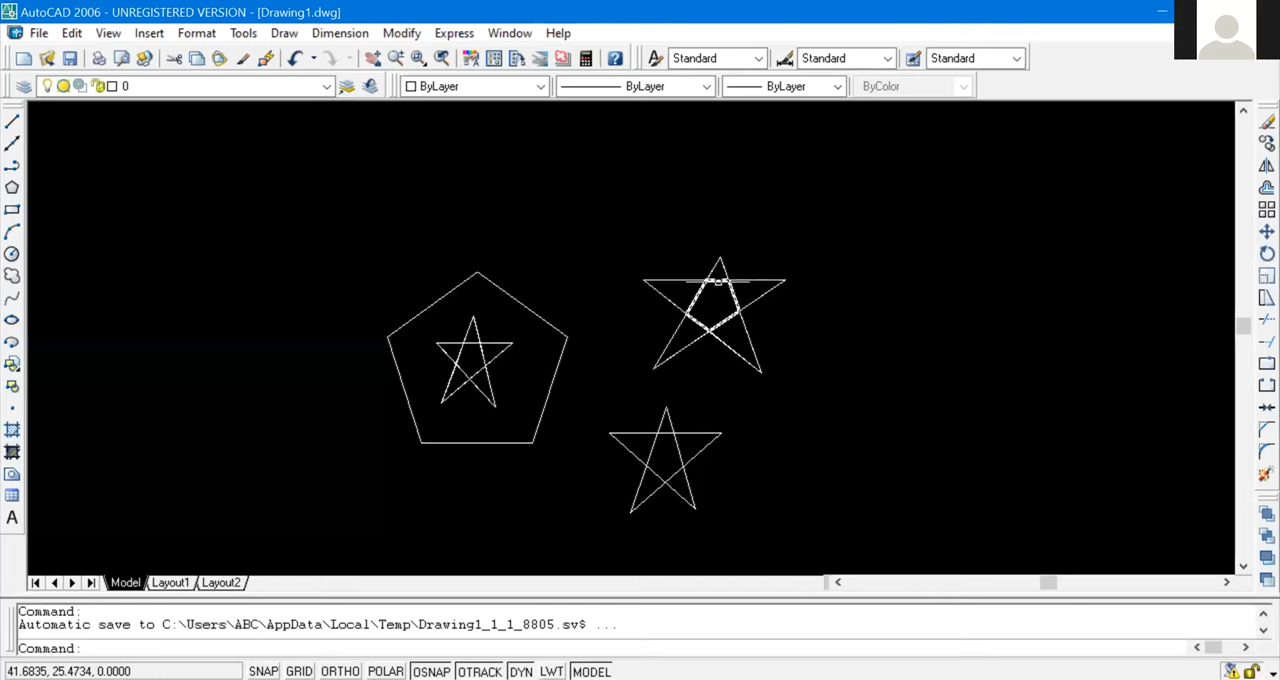 AutoCAD 2006 - UNREGISTERED VERSION - [Drawing1.dwg]
File Edit View Insert Format Tools Draw Dimension Modify Express Window Help
Standard Standard Standard
0 ByLayer ByLayer ByLayer ByColor
A
Model Layout1 Layout2
Command:
Automatic save to C:\Users\ABC\AppData\Local\Temp\Drawing1_1_1_8805.sv$ ...
Command:
41.6835, 25.4734, 0.0000 SNAP GRID ORTHO POLAR OSNAP OTRACK DYN LWT MODEL